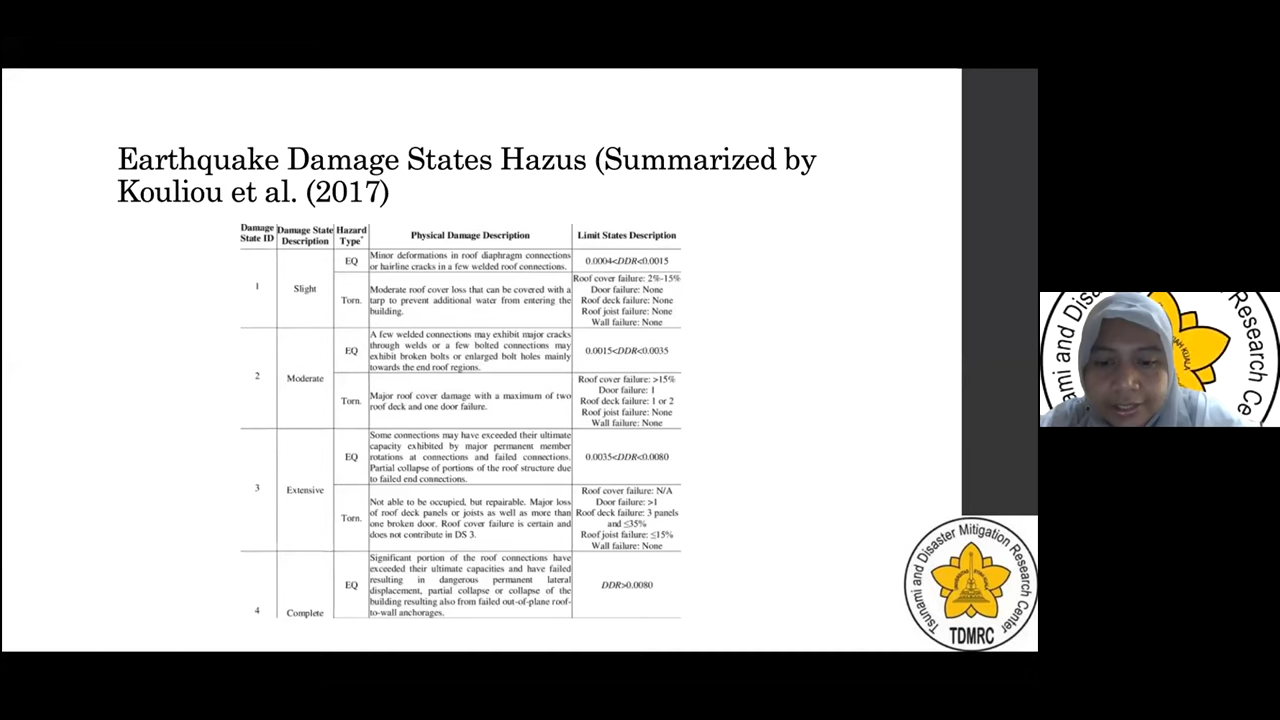 Earthquake Damage States Hazus (Summarized by
Kouliou et al. (2017)
Damage State ID
Damage State Description
Hazard Type*
Physical Damage Description
Limit States Description
1
Slight
EQ
Minor deformations in roof diaphragm connections
or hairline cracks in a few welded roof connections.
0.0004<DDR<0.0015
Torn.
Moderate roof cover loss that can be covered with a
tarp to prevent additional water from entering the
building.
Roof cover failure: 2%-15%
Door failure: None
Roof deck failure: None
Roof joist failure: None
Wall failure: None
2
Moderate
EQ
A few welded connections may exhibit major cracks
through welds or a few bolted connections may
exhibit broken bolts or enlarged bolt holes mainly
towards the end roof regions.
0.0015<DDR<0.0035
Torn.
Major roof cover damage with a maximum of two
roof deck and one door failure.
Roof cover failure: >15%
Door failure: 1
Roof deck failure: 1 or 2
Roof joist failure: None
Wall failure: None
3
Extensive
EQ
Some connections may have exceeded their ultimate
capacity exhibited by major permanent member
rotations at connections and failed connections.
Partial collapse of portions of the roof structure due
to failed end connections.
0.0035<DDR<0.0080
Torn.
Not able to be occupied, but repairable. Major loss
of roof deck panels or joists as well as more than
one broken door. Roof cover failure is certain and
does not contribute in DS 3.
Roof cover failure: N/A
Door failure: >1
Roof deck failure: 3 panels
and ≤35%
Roof joist failure: ≤15%
Wall failure: None
4
Complete
EQ
Significant portion of the roof connections have
exceeded their ultimate capacities and have failed
resulting in dangerous permanent lateral
displacement, partial collapse or collapse of the
building resulting also from failed out-of-plane roof-
to-wall anchorages.
DDR>0.0080
Tsunami and Disaster Mitigation Research Center
TDMRC
ami and Dis
Research Ce